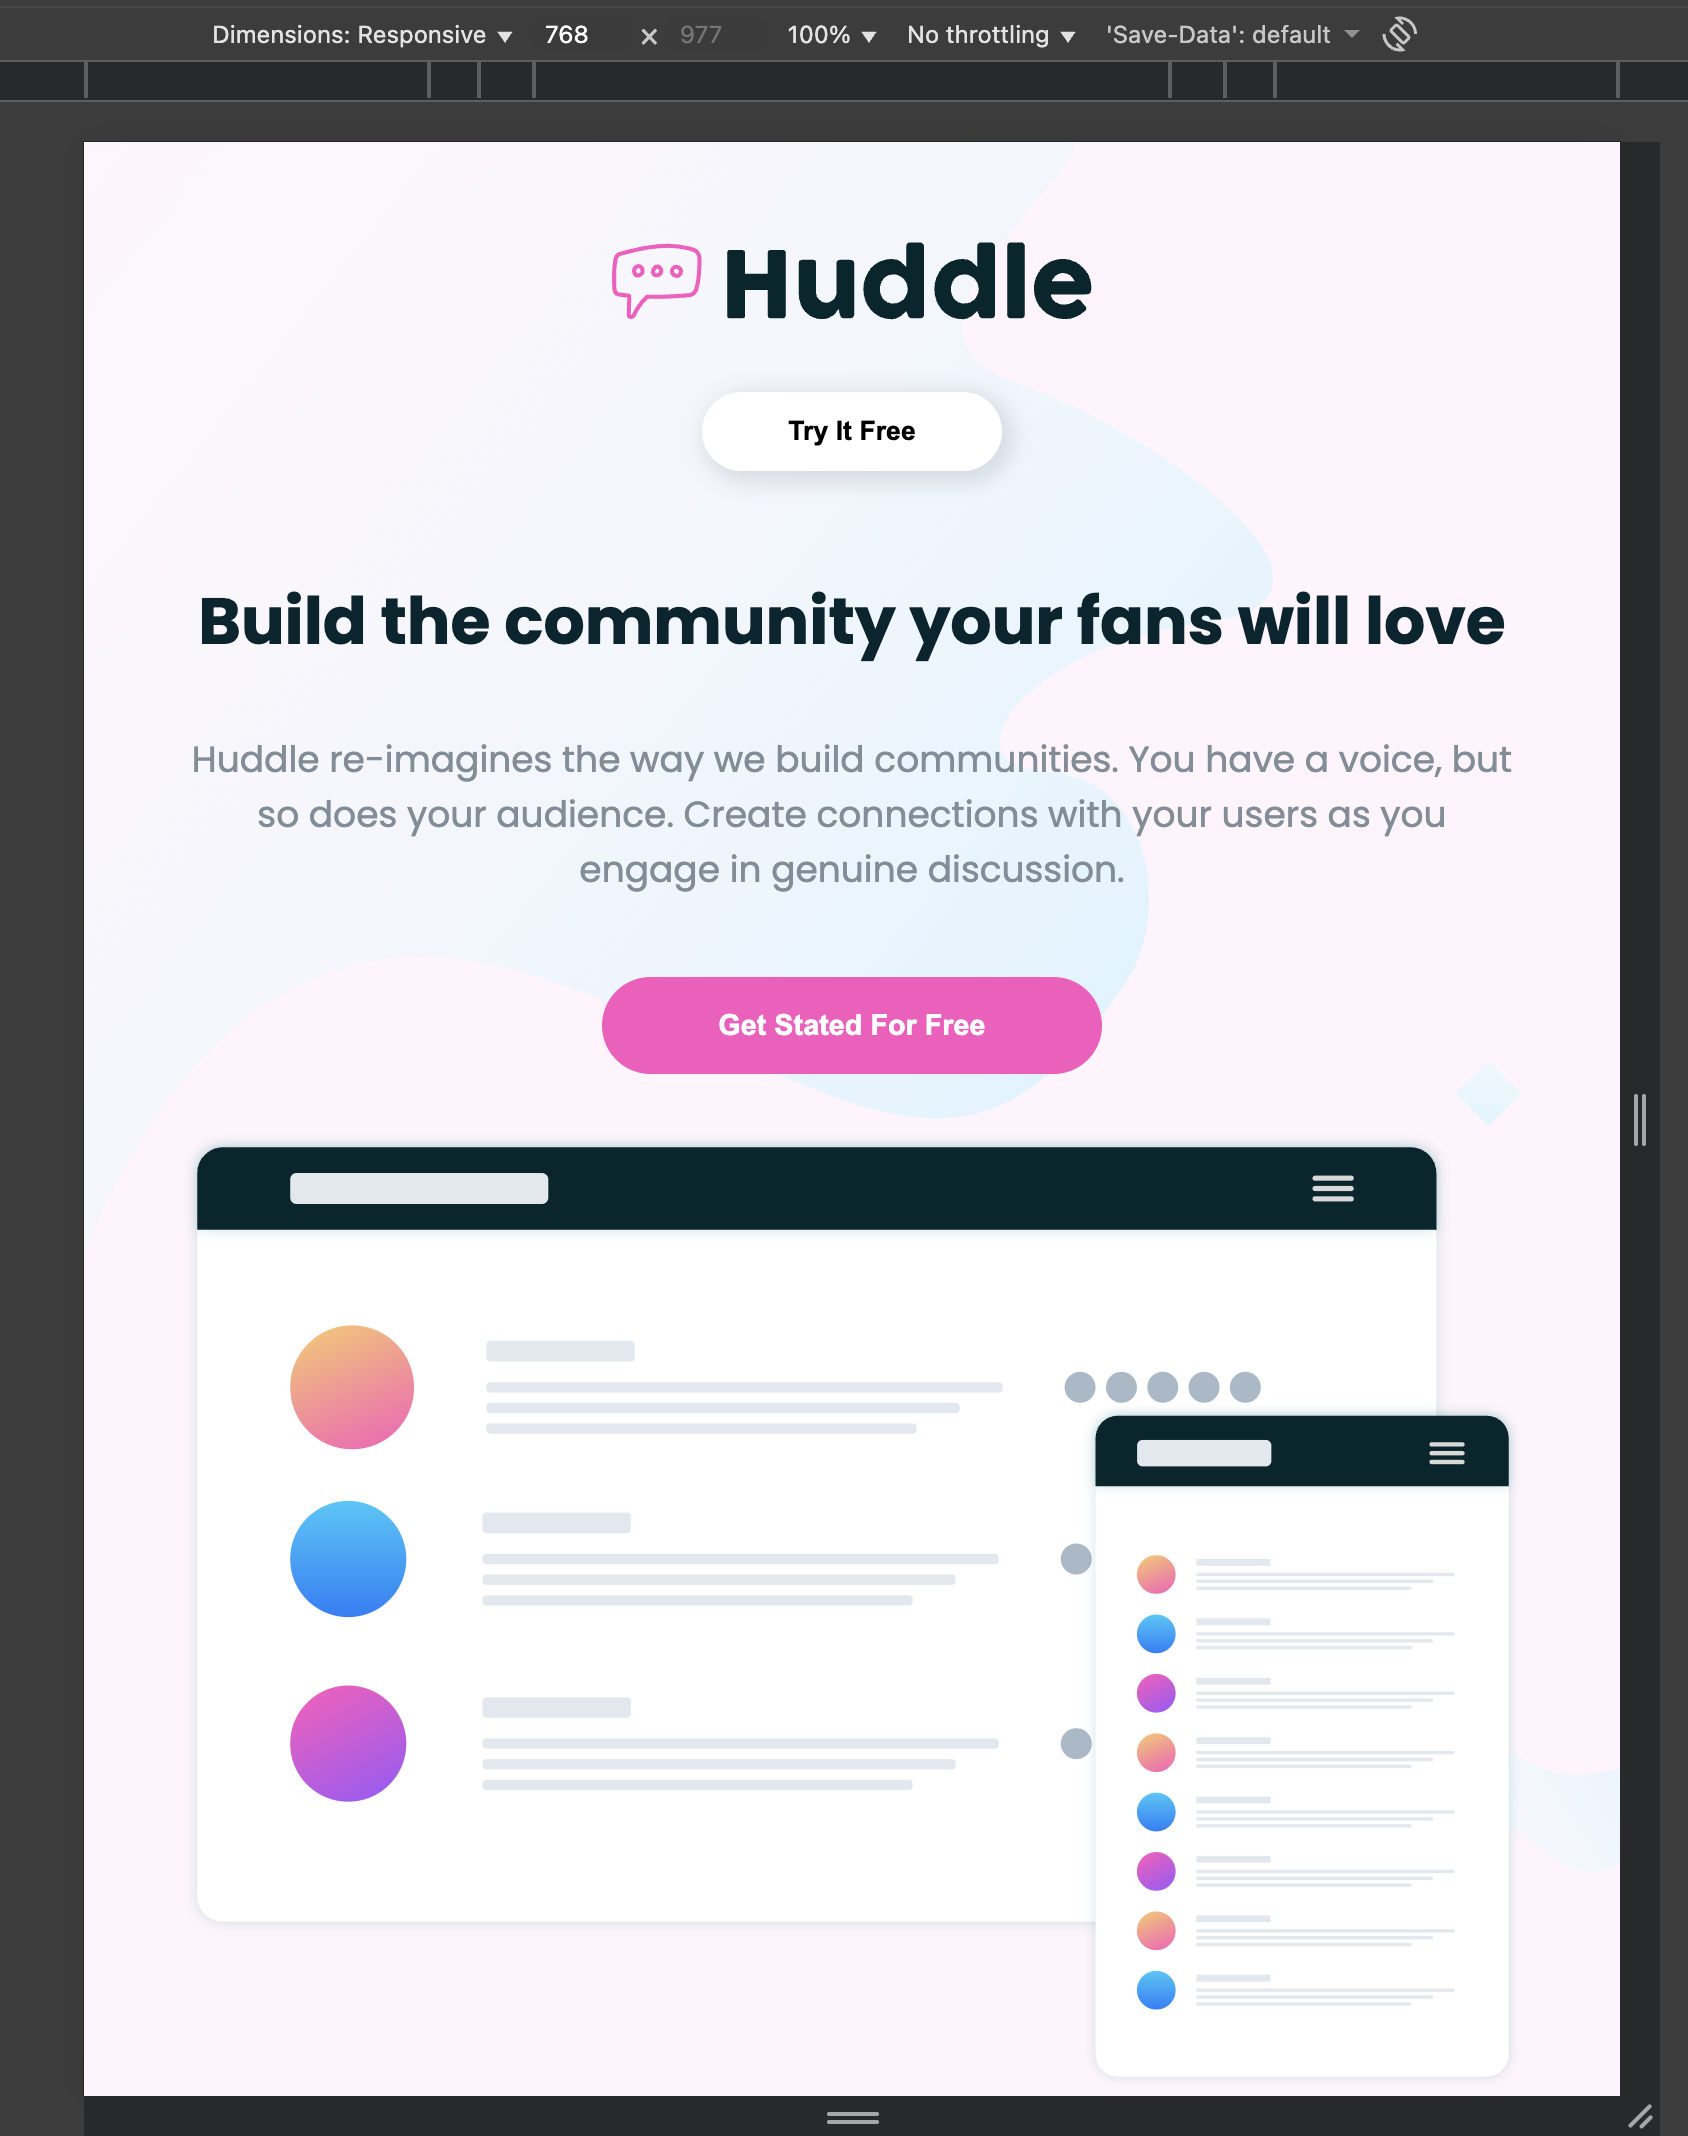 Dimensions: Responsive ▼ 768 × 977 100% ▼ No throttling ▼ 'Save-Data': default ▼
Huddle
Try It Free
Build the community your fans will love
Huddle re-imagines the way we build communities. You have a voice, but
so does your audience. Create connections with your users as you
engage in genuine discussion.
Get Stated For Free